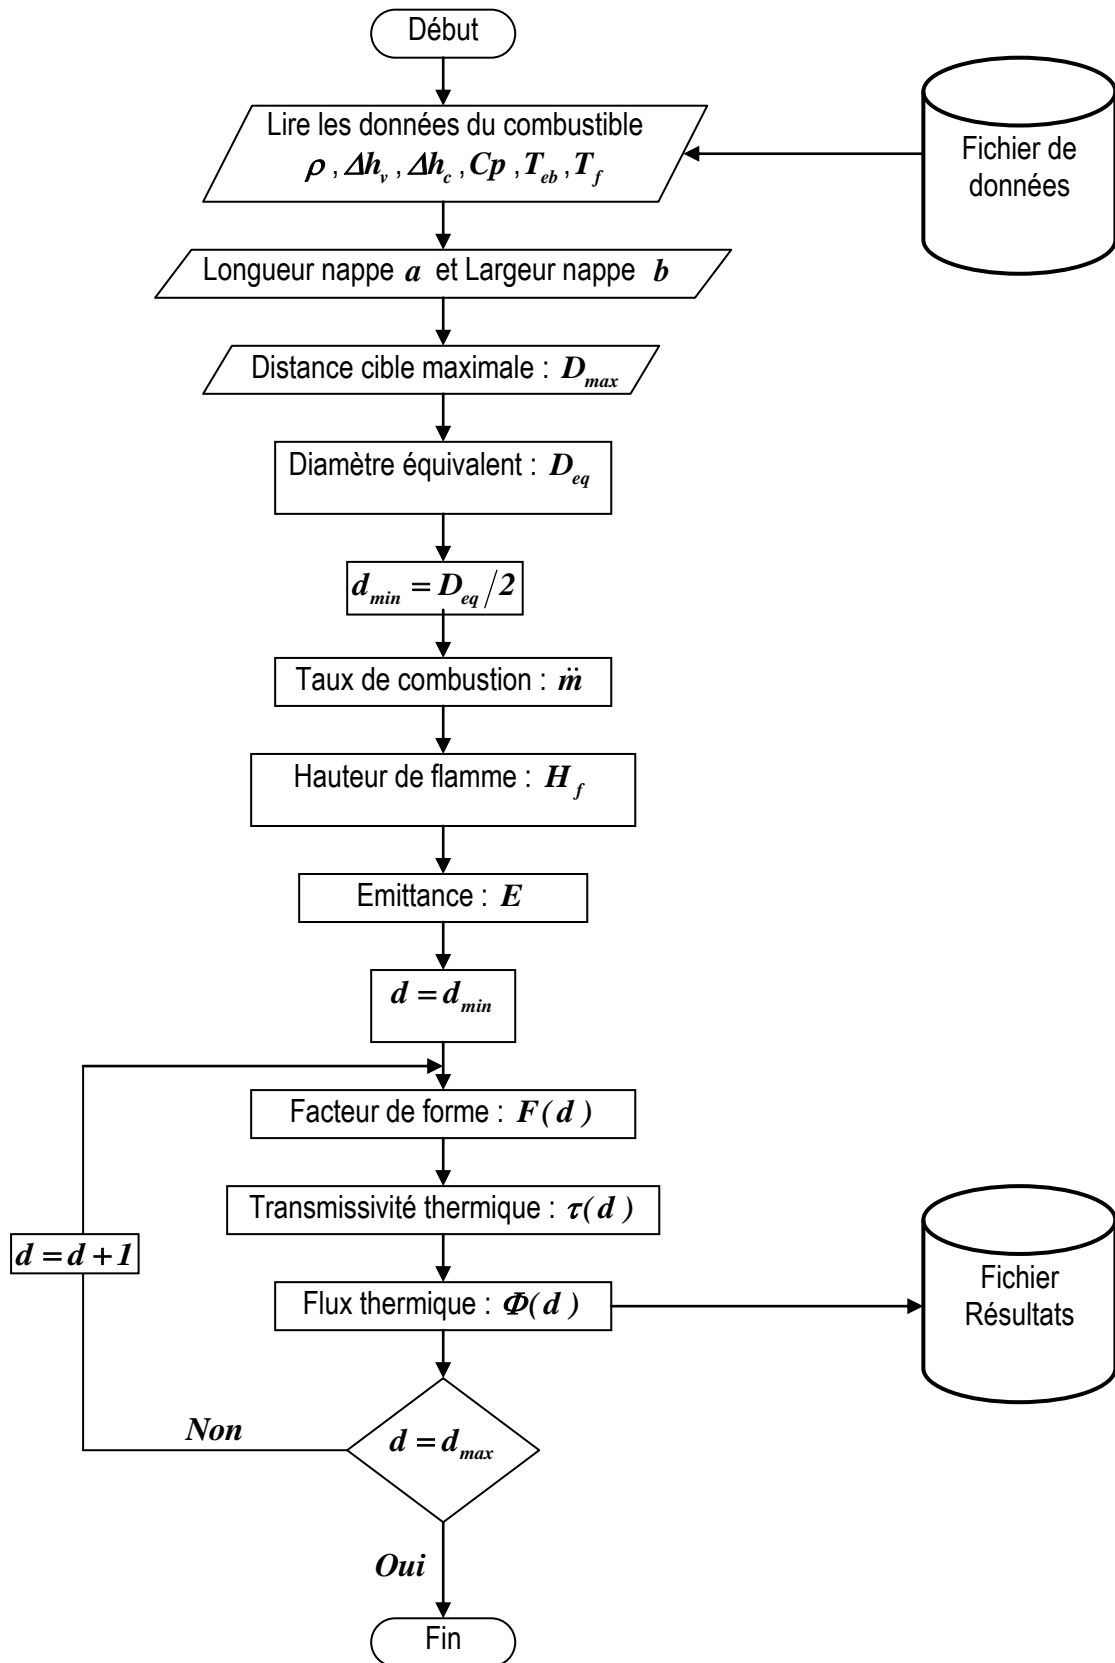 Début
Lire les données du combustible
ρ , Δh_v , Δh_c , Cp , T_eb , T_f
Fichier de
données
Longueur nappe a et Largeur nappe b
Distance cible maximale : D_max
Diamètre équivalent : D_eq
d_min = D_eq / 2
Taux de combustion : m̈
Hauteur de flamme : H_f
Emittance : E
d = d_min
Facteur de forme : F( d )
Transmissivité thermique : τ( d )
d = d + 1
Flux thermique : Φ( d )
Fichier
Résultats
Non
d = d_max
Oui
Fin